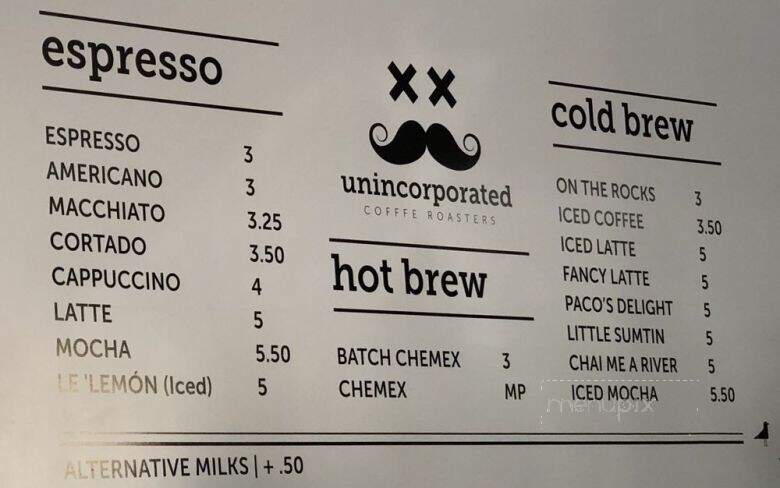 espresso
ESPRESSO 3
AMERICANO 3
MACCHIATO 3.25
CORTADO 3.50
CAPPUCCINO 4
LATTE 5
MOCHA 5.50
LE 'LEMÓN (Iced) 5
unincorporated
COFFFE ROASTERS
hot brew
BATCH CHEMEX 3
CHEMEX MP
cold brew
ON THE ROCKS 3
ICED COFFEE 3.50
ICED LATTE 5
FANCY LATTE 5
PACO'S DELIGHT 5
LITTLE SUMTIN 5
CHAI ME A RIVER 5
ICED MOCHA 5.50
menupix
ALTERNATIVE MILKS | + .50